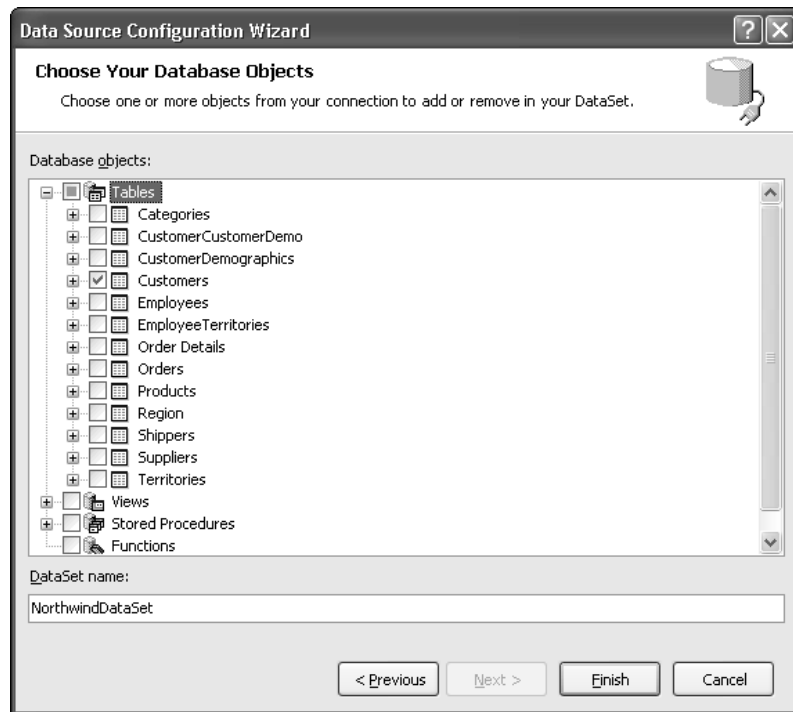 Data Source Configuration Wizard
Choose Your Database Objects
Choose one or more objects from your connection to add or remove in your DataSet.
Database objects:
Tables
Categories
CustomerCustomerDemo
CustomerDemographics
Customers
Employees
EmployeeTerritories
Order Details
Orders
Products
Region
Shippers
Suppliers
Territories
Views
Stored Procedures
Functions
DataSet name:
NorthwindDataSet
< Previous Next > Finish Cancel